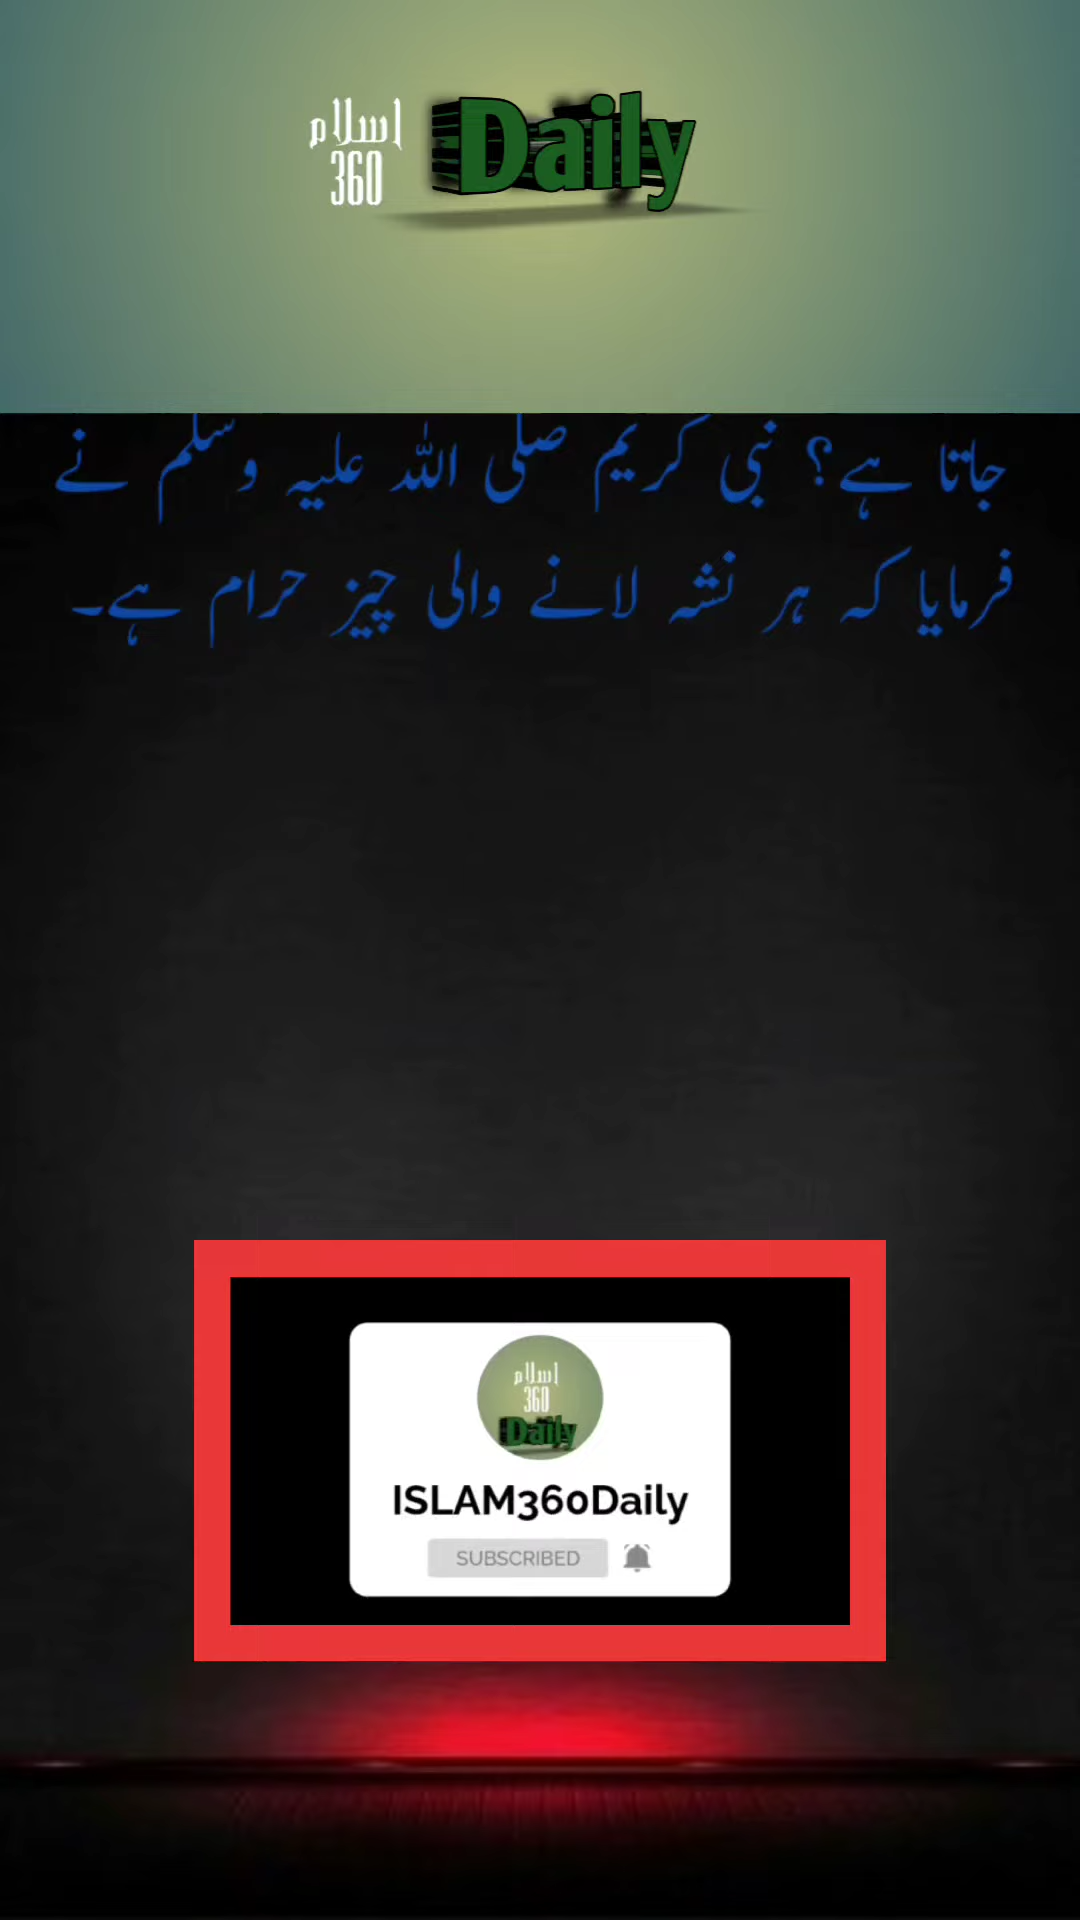 اسلام
360
Daily
جاتا ہے؟ نبی کریم صلی اللہ علیہ وسلم نے
فرمایا کہ ہر نشہ لانے والی چیز حرام ہے۔
اسلام
360
Daily
ISLAM360Daily
SUBSCRIBED